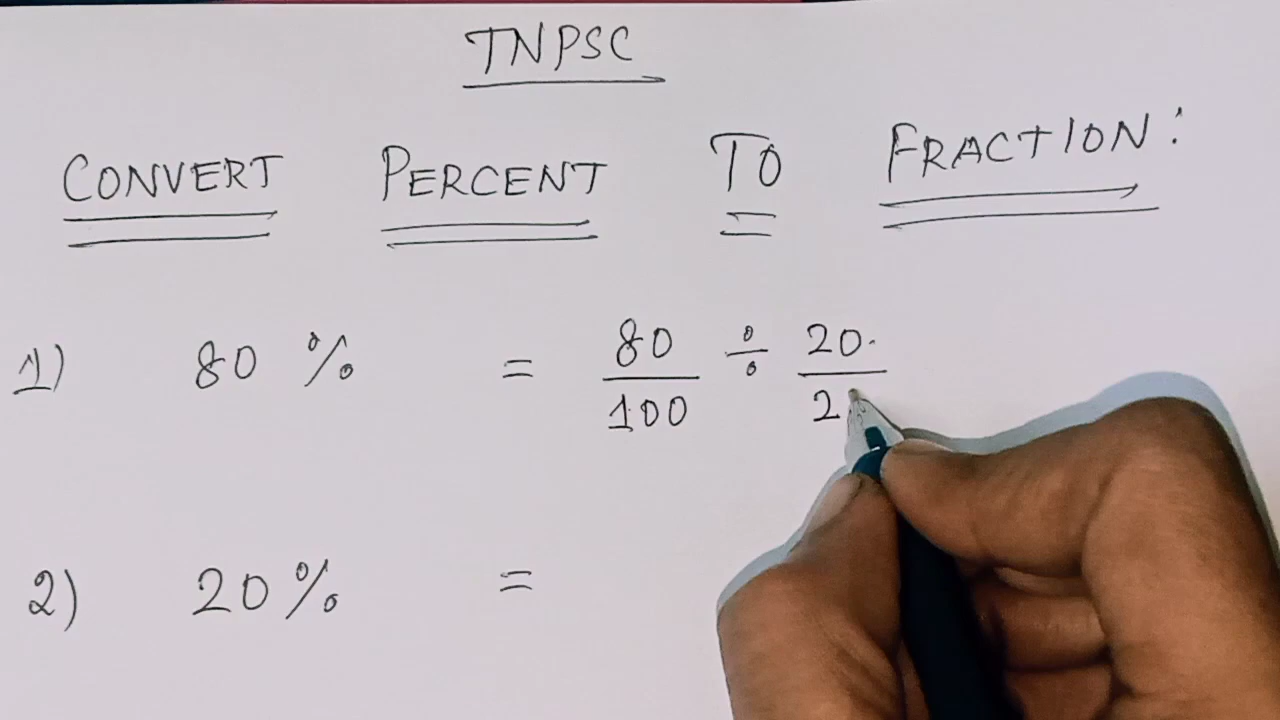 TNPSC
CONVERT PERCENT TO FRACTION:
1) 80 % = 80/100 ÷ 20/2
2) 20% =